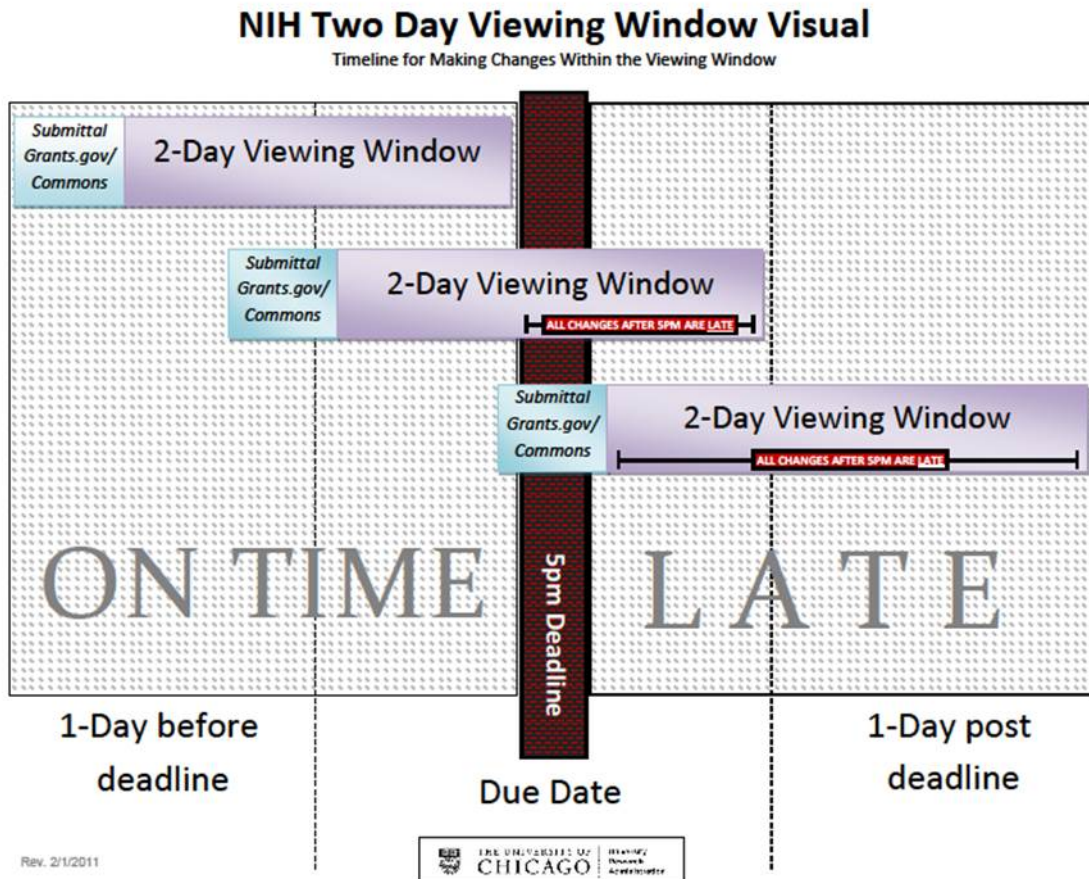 NIH Two Day Viewing Window Visual
Timeline for Making Changes Within the Viewing Window
Submittal
Grants.gov/
Commons
2-Day Viewing Window
Submittal
Grants.gov/
Commons
2-Day Viewing Window
ALL CHANGES AFTER 5PM ARE LATE
Submittal
Grants.gov/
Commons
2-Day Viewing Window
ALL CHANGES AFTER 5PM ARE LATE
ON TIME
5pm Deadline
LATE
1-Day before
deadline
Due Date
1-Day post
deadline
Rev. 2/1/2011
THE UNIVERSITY OF
CHICAGO
University
Research
Administration